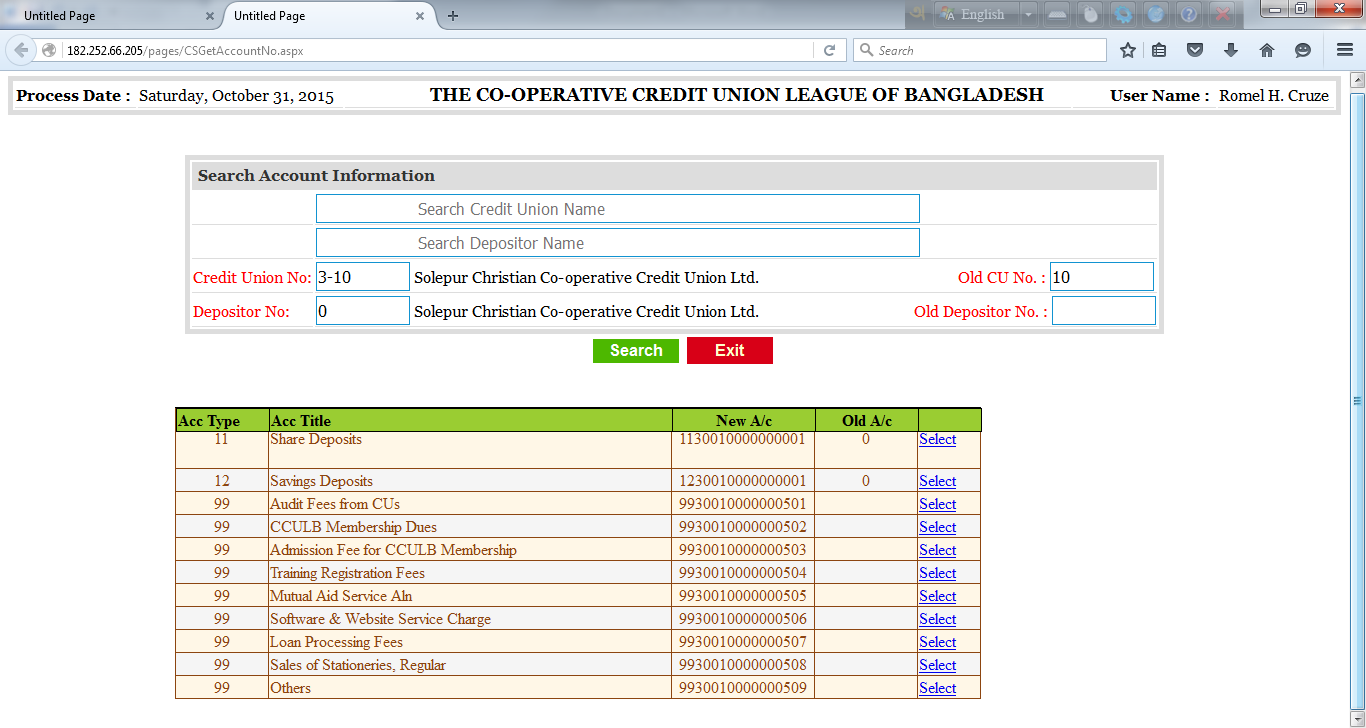 Untitled Page
Untitled Page
English
182.252.66.205/pages/CSGetAccountNo.aspx
Search
Process Date : Saturday, October 31, 2015 THE CO-OPERATIVE CREDIT UNION LEAGUE OF BANGLADESH User Name : Romel H. Cruze
Search Account Information
Search Credit Union Name
Search Depositor Name
Credit Union No: 3-10 Solepur Christian Co-operative Credit Union Ltd. Old CU No. : 10
Depositor No: 0 Solepur Christian Co-operative Credit Union Ltd. Old Depositor No. :
Search Exit
Acc Type Acc Title New A/c Old A/c
11 Share Deposits 1130010000000001 0 Select
12 Savings Deposits 1230010000000001 0 Select
99 Audit Fees from CUs 9930010000000501 Select
99 CCULB Membership Dues 9930010000000502 Select
99 Admission Fee for CCULB Membership 9930010000000503 Select
99 Training Registration Fees 9930010000000504 Select
99 Mutual Aid Service Aln 9930010000000505 Select
99 Software & Website Service Charge 9930010000000506 Select
99 Loan Processing Fees 9930010000000507 Select
99 Sales of Stationeries, Regular 9930010000000508 Select
99 Others 9930010000000509 Select